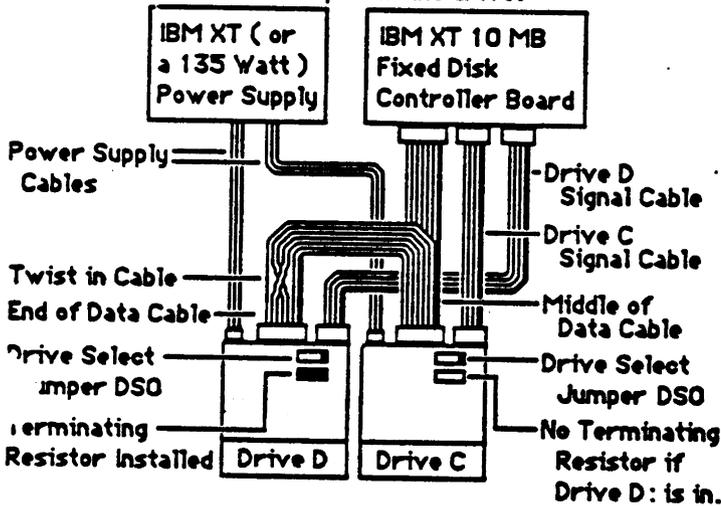 IBM XT ( or
a 135 Watt )
Power Supply
IBM XT 10 MB
Fixed Disk
Controller Board
Power Supply
Cables
Drive D
Signal Cable
Drive C
Signal Cable
Twist in Cable
End of Data Cable
Middle of
Data Cable
Drive Select
Jumper DS0
Drive Select
Jumper DS0
Terminating
Resistor Installed
No Terminating
Resistor if
Drive D: is in.
Drive D
Drive C